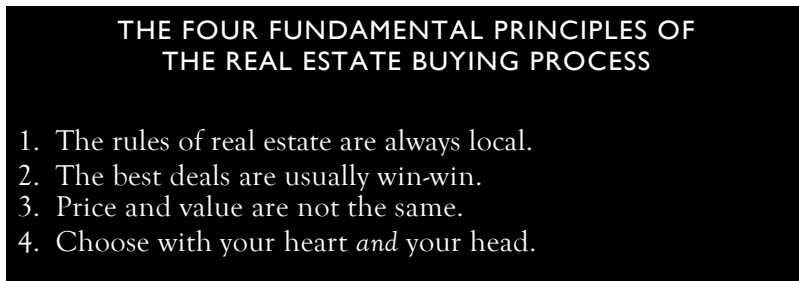 THE FOUR FUNDAMENTAL PRINCIPLES OF
THE REAL ESTATE BUYING PROCESS
1. The rules of real estate are always local.
2. The best deals are usually win-win.
3. Price and value are not the same.
4. Choose with your heart and your head.